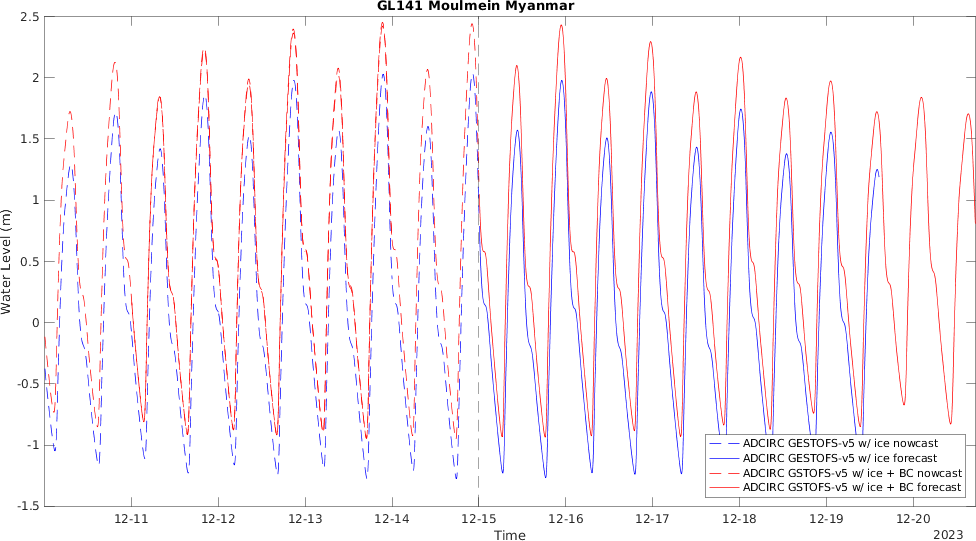 GL141 Moulmein Myanmar
2.5
2
1.5
1
0.5
0
-0.5
-1
-1.5
Water Level (m)
ADCIRC GESTOFS-v5 w/ ice nowcast
ADCIRC GESTOFS-v5 w/ ice forecast
ADCIRC GSTOFS-v5 w/ ice + BC nowcast
ADCIRC GSTOFS-v5 w/ ice + BC forecast
12-11 12-12 12-13 12-14 12-15 12-16 12-17 12-18 12-19 12-20
Time
2023